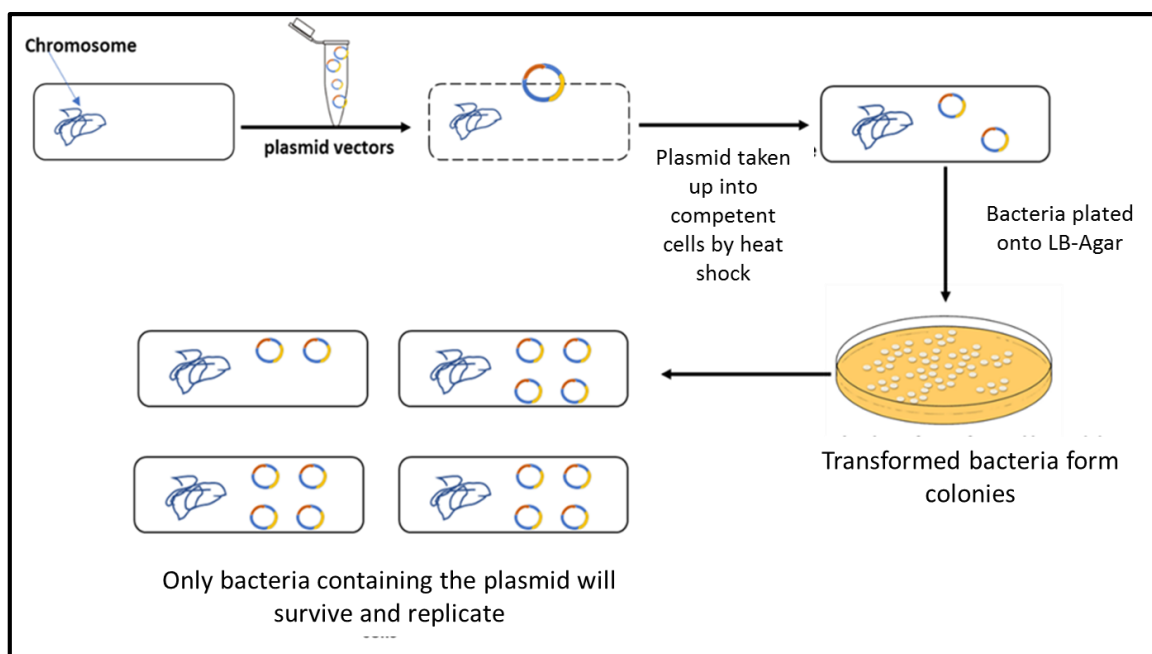 Chromosome
plasmid vectors
Plasmid taken
up into
competent
cells by heat
shock
Bacteria plated
onto LB-Agar
Transformed bacteria form
colonies
Only bacteria containing the plasmid will
survive and replicate